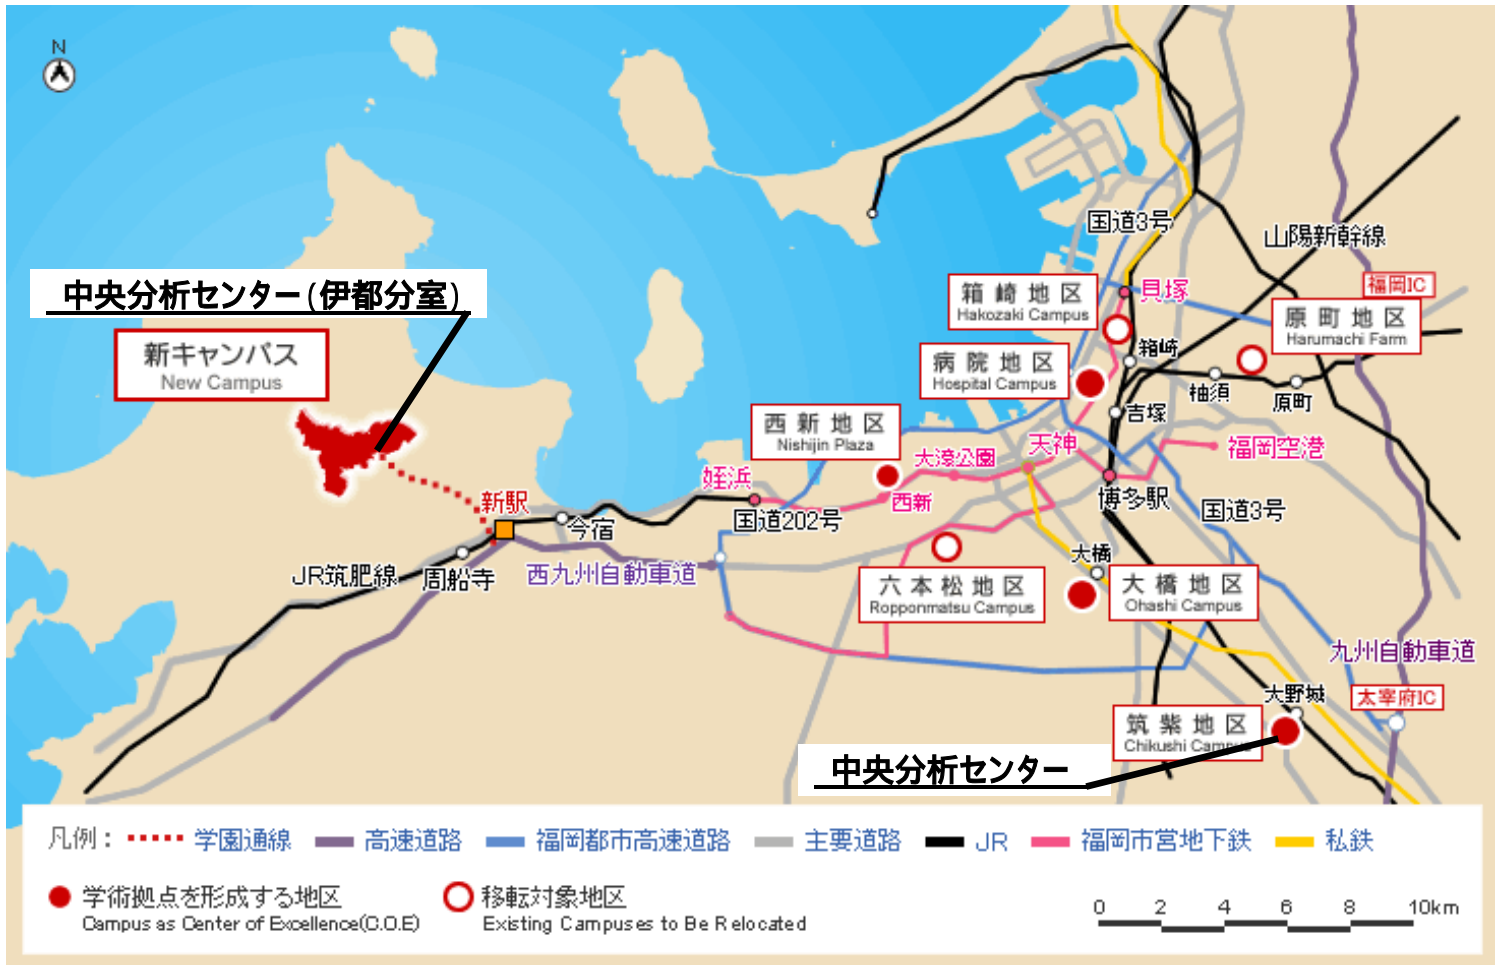 N
国道3号
山陽新幹線
中央分析センター(伊都分室)
福岡IC
箱崎地区
Hakozaki Campus
貝塚
原町地区
Harumachi Farm
新キャンパス
New Campus
病院地区
Hospital Campus
箱崎
柚須
原町
吉塚
西新地区
Nishijin Plaza
天神
福岡空港
大濠公園
姪浜
西新
博多駅
国道3号
新駅
国道202号
今宿
大橋
JR筑肥線
周船寺
西九州自動車道
六本松地区
Ropponmatsu Campus
大橋地区
Ohashi Campus
九州自動車道
大野城
太宰府IC
筑紫地区
Chikushi Campus
中央分析センター
凡例: 学園通線 高速道路 福岡都市高速道路 主要道路 JR 福岡市営地下鉄 私鉄
学術拠点を形成する地区 移転対象地区
Campus as Center of Excellence(C.O.E) Existing Campuses to Be Relocated
0 2 4 6 8 10km